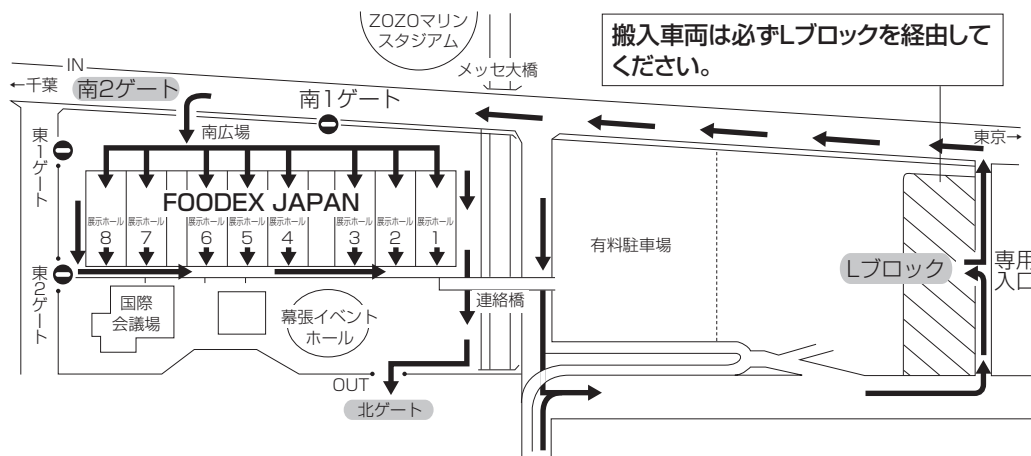 ZOZOマリン
スタジアム
搬入車両は必ずLブロックを経由して
ください。
メッセ大橋
IN
←千葉
南2ゲート
南1ゲート
東京→
南広場
東1ゲート
FOODEX JAPAN
展示ホール
8
展示ホール
7
展示ホール
6
展示ホール
5
展示ホール
4
展示ホール
3
展示ホール
2
展示ホール
1
有料駐車場
Lブロック
専用
入口
東2ゲート
国際
会議場
幕張イベント
ホール
連絡橋
OUT
北ゲート